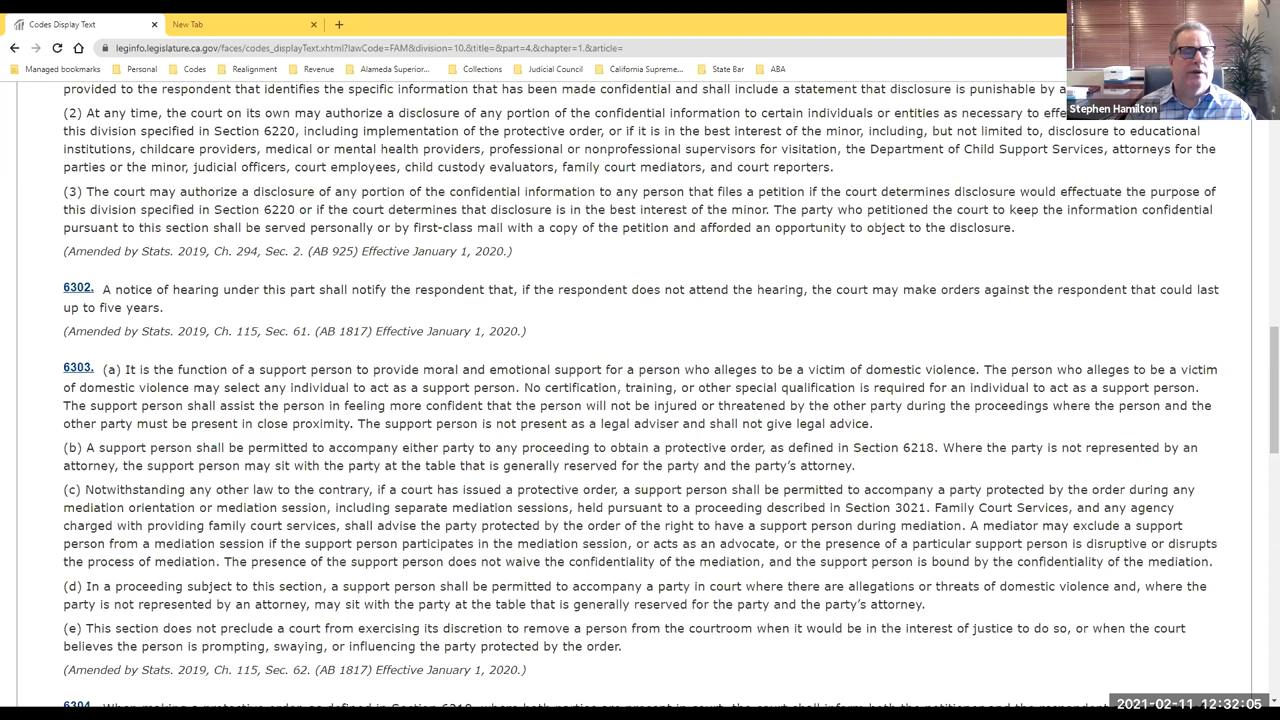 Codes Display Text
New Tab
leginfo.legislature.ca.gov/faces/codes_displayText.xhtml?lawCode=FAM&division=10.&title=&part=4.&chapter=1.&article=
Managed bookmarks Personal Codes Realignment Revenue Alameda Superior... Collections Judicial Council California Supreme... State Bar ABA
Stephen Hamilton
provided to the respondent that identifies the specific information that has been made confidential and shall include a statement that disclosure is punishable by a
(2) At any time, the court on its own may authorize a disclosure of any portion of the confidential information to certain individuals or entities as necessary to
this division specified in Section 6220, including implementation of the protective order, or if it is in the best interest of the minor, including, but not limited to, disclosure to educational
institutions, childcare providers, medical or mental health providers, professional or nonprofessional supervisors for visitation, the Department of Child Support Services, attorneys for the
parties or the minor, judicial officers, court employees, child custody evaluators, family court mediators, and court reporters.
(3) The court may authorize a disclosure of any portion of the confidential information to any person that files a petition if the court determines disclosure would effectuate the purpose of
this division specified in Section 6220 or if the court determines that disclosure is in the best interest of the minor. The party who petitioned the court to keep the information confidential
pursuant to this section shall be served personally or by first-class mail with a copy of the petition and afforded an opportunity to object to the disclosure.
(Amended by Stats. 2019, Ch. 294, Sec. 2. (AB 925) Effective January 1, 2020.)
6302. A notice of hearing under this part shall notify the respondent that, if the respondent does not attend the hearing, the court may make orders against the respondent that could last
up to five years.
(Amended by Stats. 2019, Ch. 115, Sec. 61. (AB 1817) Effective January 1, 2020.)
6303. (a) It is the function of a support person to provide moral and emotional support for a person who alleges to be a victim of domestic violence. The person who alleges to be a victim
of domestic violence may select any individual to act as a support person. No certification, training, or other special qualification is required for an individual to act as a support person.
The support person shall assist the person in feeling more confident that the person will not be injured or threatened by the other party during the proceedings where the person and the
other party must be present in close proximity. The support person is not present as a legal adviser and shall not give legal advice.
(b) A support person shall be permitted to accompany either party to any proceeding to obtain a protective order, as defined in Section 6218. Where the party is not represented by an
attorney, the support person may sit with the party at the table that is generally reserved for the party and the party’s attorney.
(c) Notwithstanding any other law to the contrary, if a court has issued a protective order, a support person shall be permitted to accompany a party protected by the order during any
mediation orientation or mediation session, including separate mediation sessions, held pursuant to a proceeding described in Section 3021. Family Court Services, and any agency
charged with providing family court services, shall advise the party protected by the order of the right to have a support person during mediation. A mediator may exclude a support
person from a mediation session if the support person participates in the mediation session, or acts as an advocate, or the presence of a particular support person is disruptive or disrupts
the process of mediation. The presence of the support person does not waive the confidentiality of the mediation, and the support person is bound by the confidentiality of the mediation.
(d) In a proceeding subject to this section, a support person shall be permitted to accompany a party in court where there are allegations or threats of domestic violence and, where the
party is not represented by an attorney, may sit with the party at the table that is generally reserved for the party and the party’s attorney.
(e) This section does not preclude a court from exercising its discretion to remove a person from the courtroom when it would be in the interest of justice to do so, or when the court
believes the person is prompting, swaying, or influencing the party protected by the order.
(Amended by Stats. 2019, Ch. 115, Sec. 62. (AB 1817) Effective January 1, 2020.)
6304. When making a protective order, as defined in Section 6218, where both parties are present in court, the court shall inform both the petitioner and the
2021-02-11 12:32:05